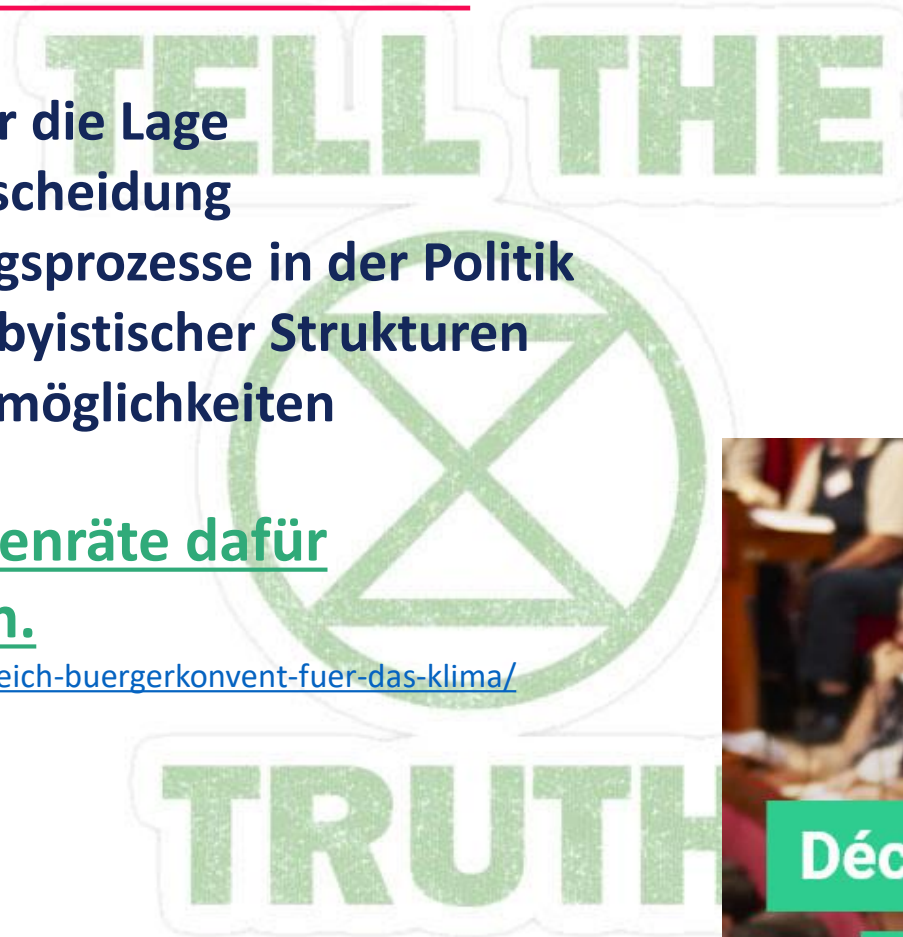 TELL THE
r die Lage
scheidung
gsprozesse in der Politik
byistischer Strukturen
möglichkeiten
enräte dafür
n.
eich-buergerkonvent-fuer-das-klima/
TRUTH
Déc